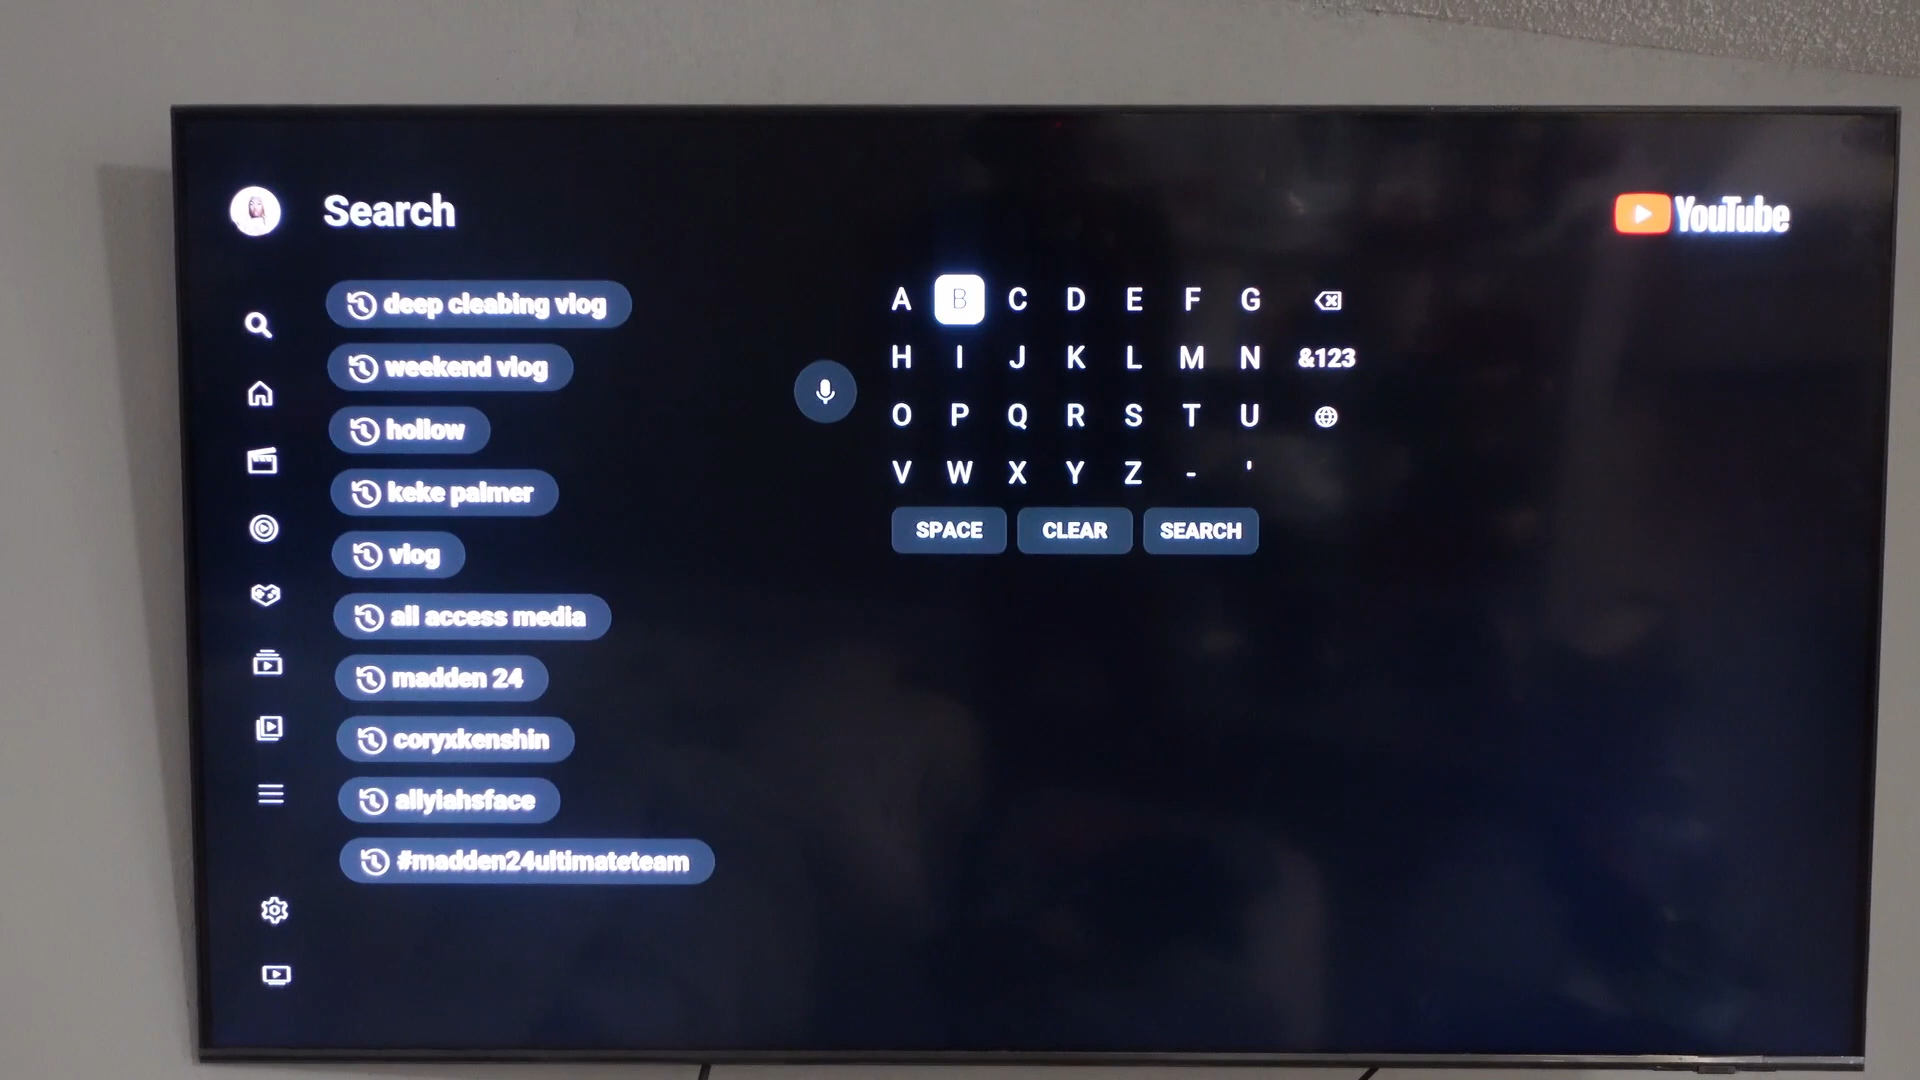 Search
YouTube
deep cleabing vlog
weekend vlog
hollow
keke palmer
vlog
all access media
madden 24
coryxkenshin
allyiahsface
#madden24ultimateteam
A B C D E F G
H I J K L M N &123
O P Q R S T U
V W X Y Z - '
SPACE CLEAR SEARCH